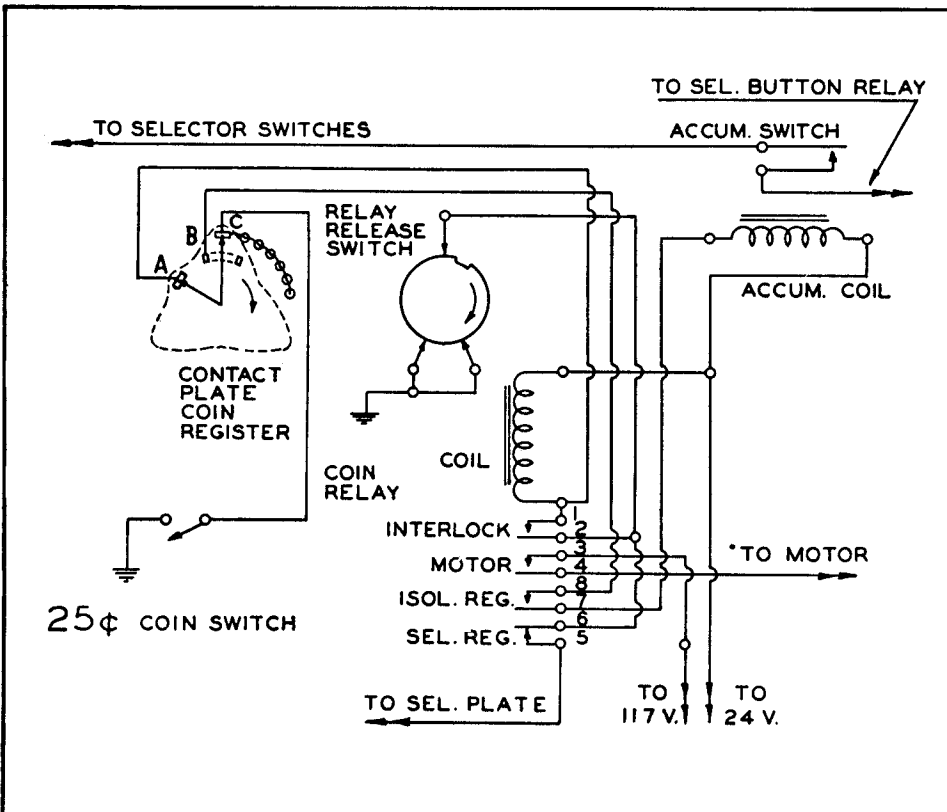 TO SEL. BUTTON RELAY
TO SELECTOR SWITCHES
ACCUM. SWITCH
A
B
C
RELAY
RELEASE
SWITCH
ACCUM. COIL
CONTACT
PLATE
COIN
REGISTER
COIL
COIN
RELAY
1
INTERLOCK 2
3
MOTOR 4
TO MOTOR
8
ISOL. REG. 7
6
SEL. REG. 5
25¢ COIN SWITCH
TO SEL. PLATE
TO
117 V.
TO
24 V.